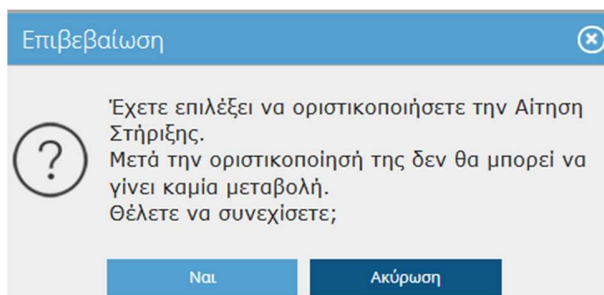 Επιβεβαίωση
Έχετε επιλέξει να οριστικοποιήσετε την Αίτηση
Στήριξης.
Μετά την οριστικοποίησή της δεν θα μπορεί να
γίνει καμία μεταβολή.
Θέλετε να συνεχίσετε;
Ναι
Ακύρωση